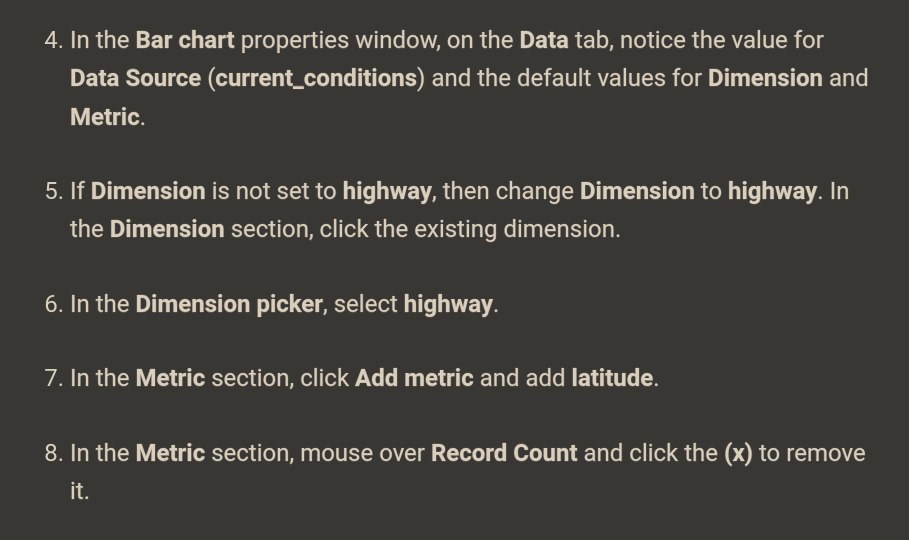 4. In the Bar chart properties window, on the Data tab, notice the value for
Data Source (current_conditions) and the default values for Dimension and
Metric.
5. If Dimension is not set to highway, then change Dimension to highway. In
the Dimension section, click the existing dimension.
6. In the Dimension picker, select highway.
7. In the Metric section, click Add metric and add latitude.
8. In the Metric section, mouse over Record Count and click the (x) to remove
it.